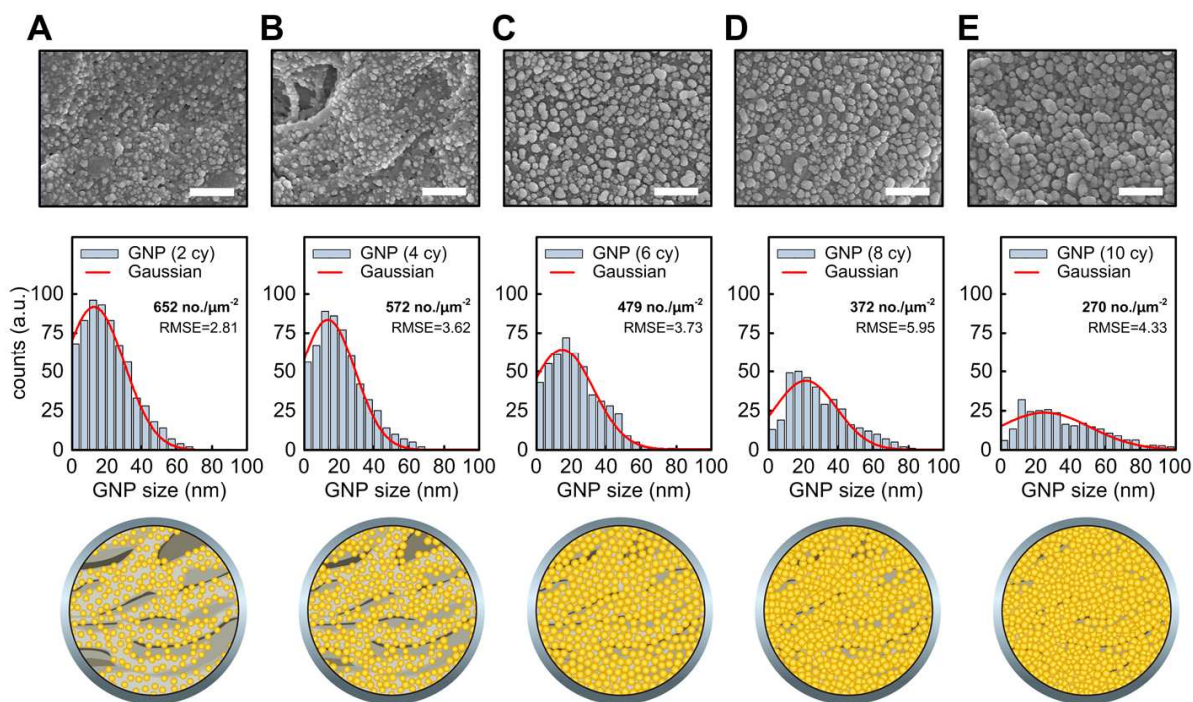 A
B
C
D
E
GNP (2 cy)
Gaussian
652 no./µm-2
RMSE=2.81
GNP (4 cy)
Gaussian
572 no./µm-2
RMSE=3.62
GNP (6 cy)
Gaussian
479 no./µm-2
RMSE=3.73
GNP (8 cy)
Gaussian
372 no./µm-2
RMSE=5.95
GNP (10 cy)
Gaussian
270 no./µm-2
RMSE=4.33
counts (a.u.)
100
75
50
25
0
100
75
50
25
0
100
75
50
25
0
100
75
50
25
0
100
75
50
25
0
0 20 40 60 80 100
0 20 40 60 80 100
0 20 40 60 80 100
0 20 40 60 80 100
0 20 40 60 80 100
GNP size (nm)
GNP size (nm)
GNP size (nm)
GNP size (nm)
GNP size (nm)